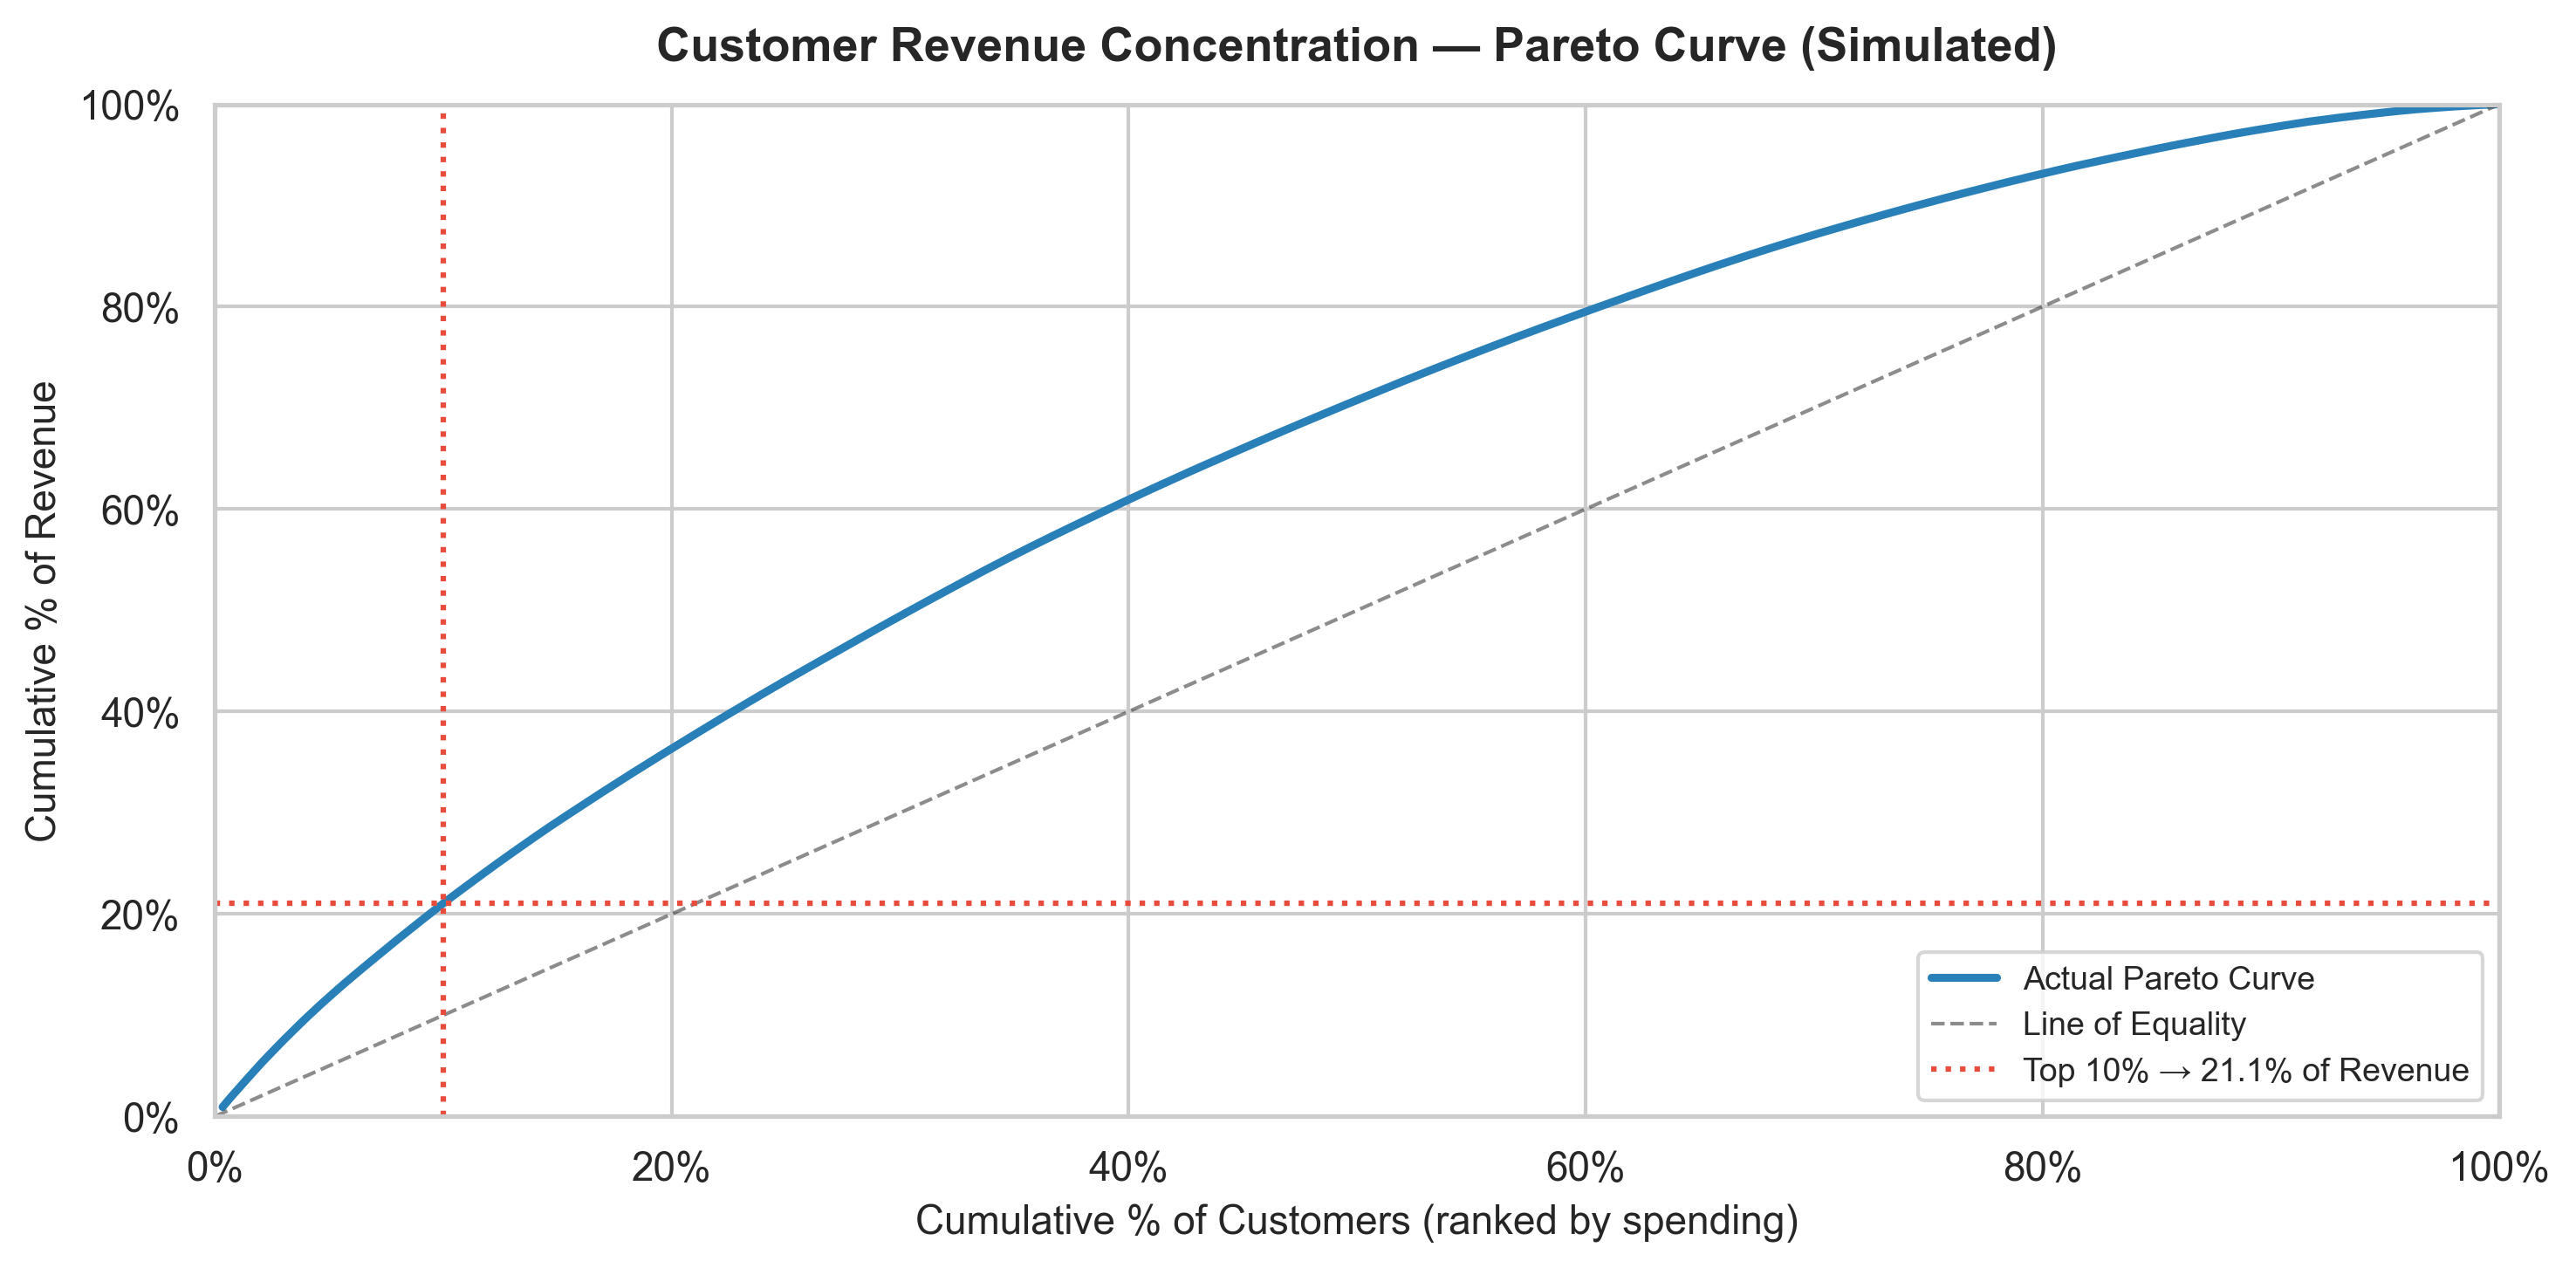 Customer Revenue Concentration — Pareto Curve (Simulated)
Cumulative % of Revenue
100%
80%
60%
40%
20%
0%
0% 20% 40% 60% 80% 100%
Cumulative % of Customers (ranked by spending)
Actual Pareto Curve
Line of Equality
Top 10% → 21.1% of Revenue